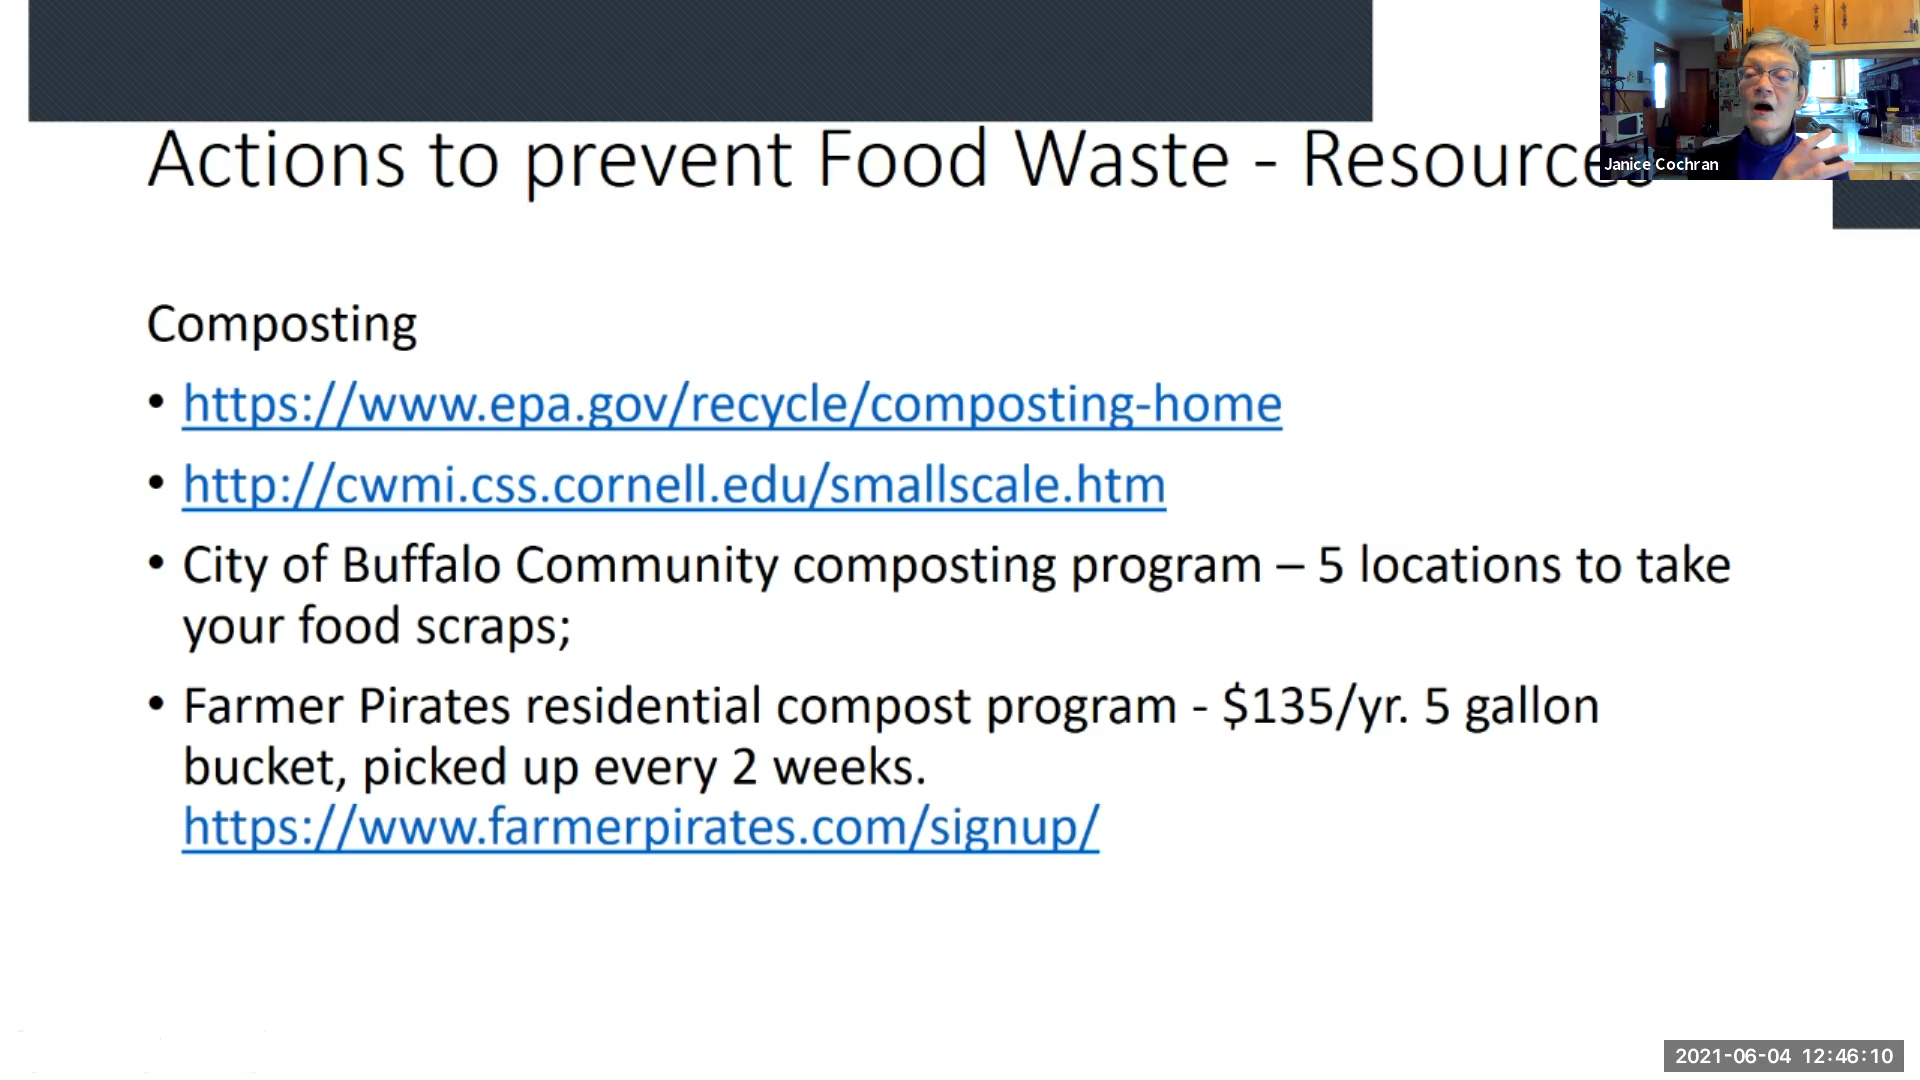 Actions to prevent Food Waste - Resources
Janice Cochran
Composting
• https://www.epa.gov/recycle/composting-home
• http://cwmi.css.cornell.edu/smallscale.htm
• City of Buffalo Community composting program – 5 locations to take
your food scraps;
• Farmer Pirates residential compost program - $135/yr. 5 gallon
bucket, picked up every 2 weeks.
https://www.farmerpirates.com/signup/
2021-06-04 12:46:10